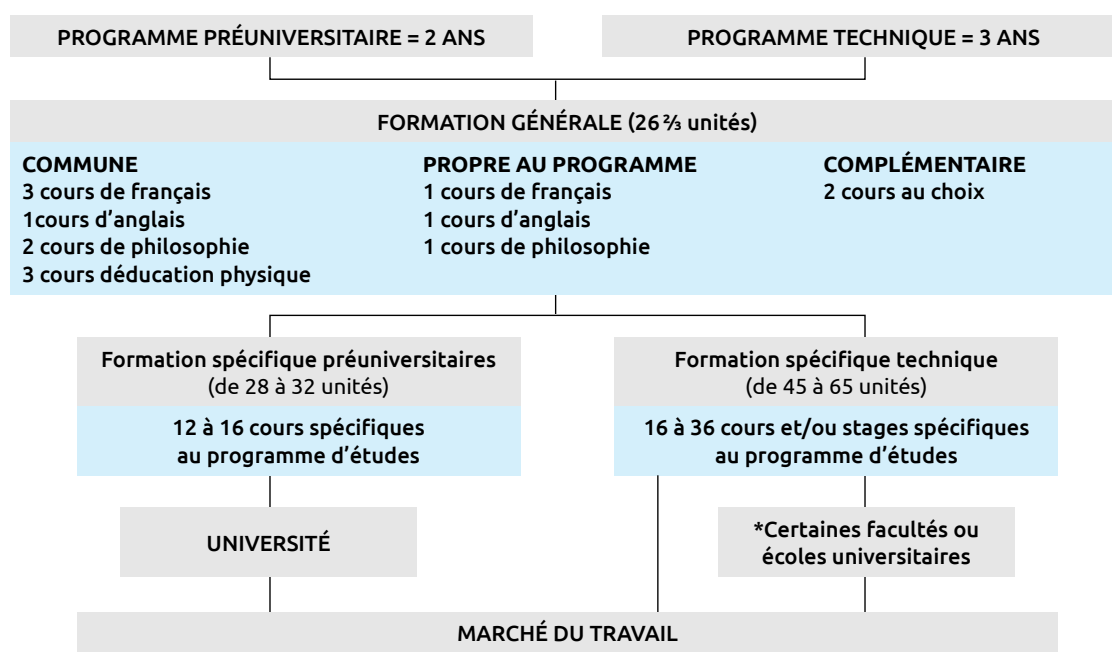 PROGRAMME PRÉUNIVERSITAIRE = 2 ANS
PROGRAMME TECHNIQUE = 3 ANS
FORMATION GÉNÉRALE (26 ⅔ unités)
COMMUNE
3 cours de français
1cours d’anglais
2 cours de philosophie
3 cours déducation physique
PROPRE AU PROGRAMME
1 cours de français
1 cours d’anglais
1 cours de philosophie
COMPLÉMENTAIRE
2 cours au choix
Formation spécifique préuniversitaires
(de 28 à 32 unités)
12 à 16 cours spécifiques
au programme d’études
Formation spécifique technique
(de 45 à 65 unités)
16 à 36 cours et/ou stages spécifiques
au programme d’études
UNIVERSITÉ
*Certaines facultés ou
écoles universitaires
MARCHÉ DU TRAVAIL